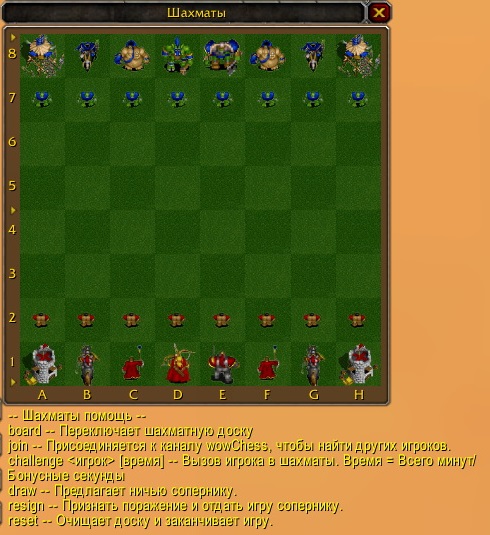 Шахматы
8
7
6
5
4
3
2
1
A B C D E F G H
-- Шахматы помощь --
board -- Переключает шахматную доску
join -- Присоединяется к каналу wowChess, чтобы найти других игроков.
challenge <игрок> [время] -- Вызов игрока в шахматы. Время = Всего минут/
Бонусные секунды
draw -- Предлагает ничью сопернику.
resign -- Признать поражение и отдать игру сопернику.
reset -- Очищает доску и заканчивает игру.